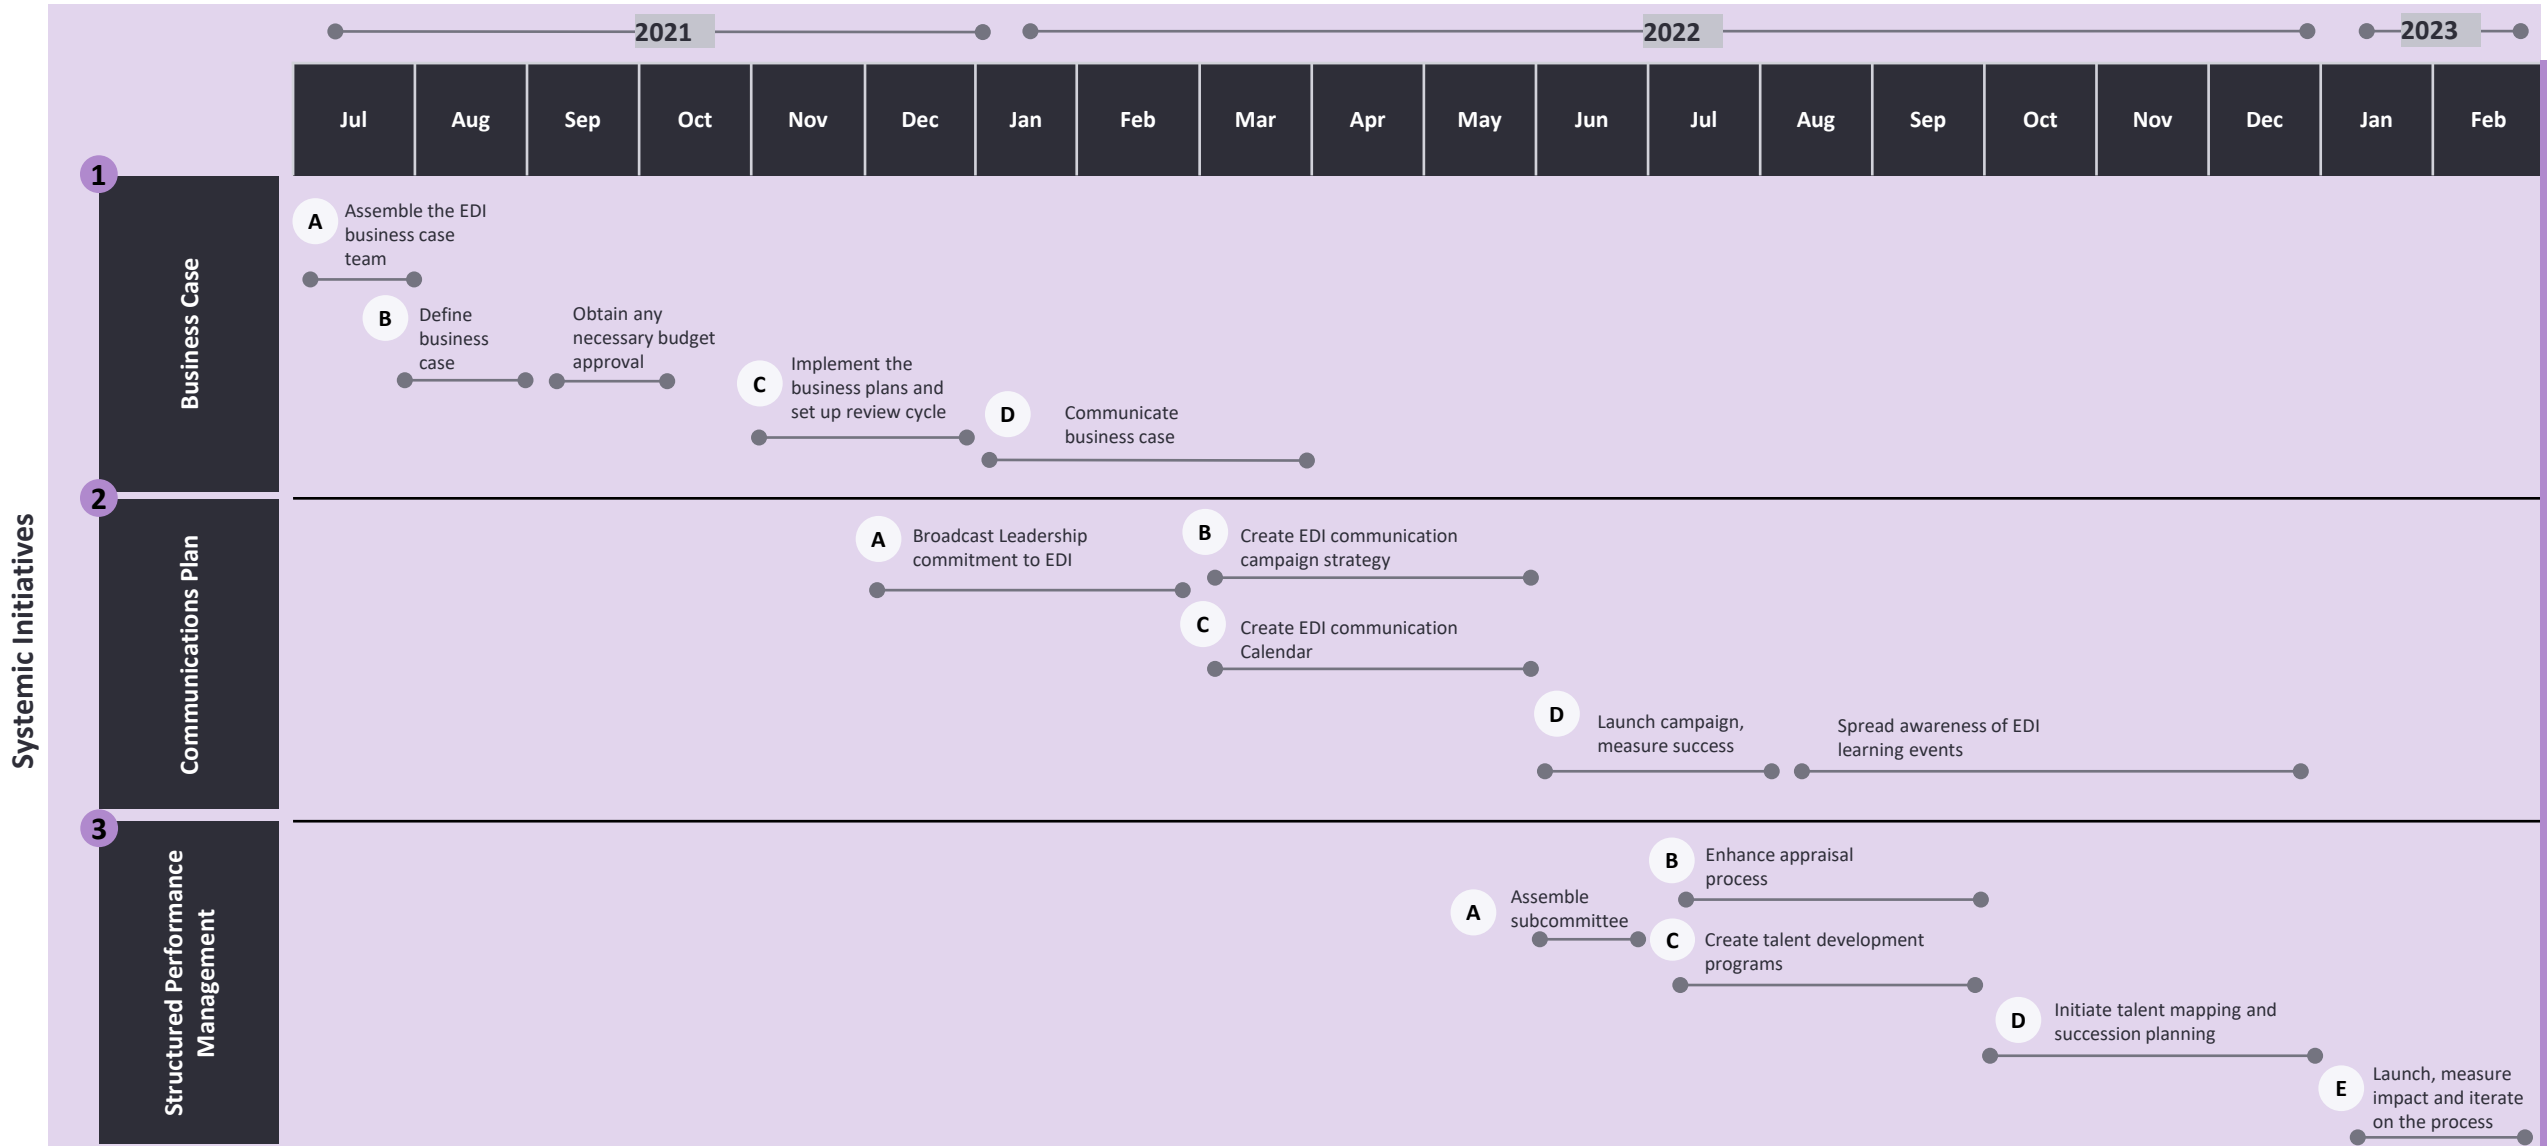 2021
2022
2023
Jul
Aug
Sep
Oct
Nov
Dec
Jan
Feb
Mar
Apr
May
Jun
Jul
Aug
Sep
Oct
Nov
Dec
Jan
Feb
Systemic Initiatives
1
Business Case
A
Assemble the EDI
business case
team
B
Define
business
case
Obtain any
necessary budget
approval
C
Implement the
business plans and
set up review cycle
D
Communicate
business case
2
Communications Plan
A
Broadcast Leadership
commitment to EDI
B
Create EDI communication
campaign strategy
C
Create EDI communication
Calendar
D
Launch campaign,
measure success
Spread awareness of EDI
learning events
3
Structured Performance
Management
A
Assemble
subcommittee
B
Enhance appraisal
process
C
Create talent development
programs
D
Initiate talent mapping and
succession planning
E
Launch, measure
impact and iterate
on the process